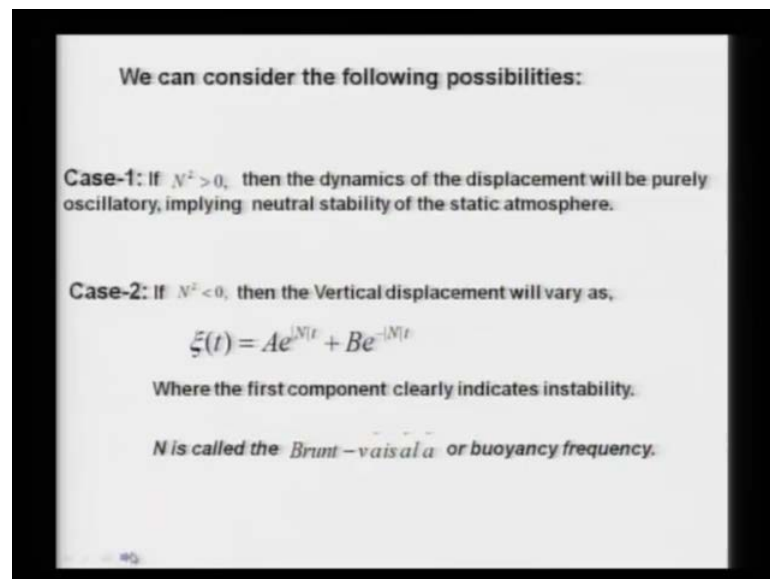 We can consider the following possibilities:
Case-1: If N² >0, then the dynamics of the displacement will be purely
oscillatory, implying neutral stability of the static atmosphere.
Case-2: If N² <0, then the Vertical displacement will vary as,
ξ(t) = Ae^{|N|t} + Be^{-|N|t}
Where the first component clearly indicates instability.
N is called the Brunt – vāisālā or buoyancy frequency.